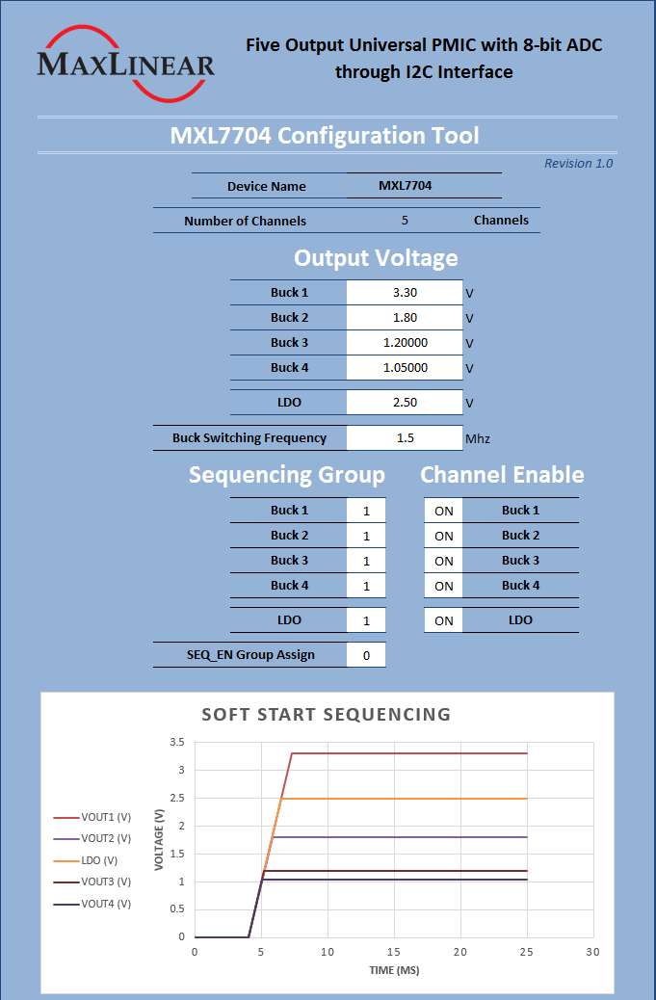 MAXLINEAR
Five Output Universal PMIC with 8-bit ADC
through I2C Interface
MXL7704 Configuration Tool
Revision 1.0
Device Name MXL7704
Number of Channels 5 Channels
Output Voltage
Buck 1 3.30 V
Buck 2 1.80 V
Buck 3 1.20000 V
Buck 4 1.05000 V
LDO 2.50 V
Buck Switching Frequency 1.5 Mhz
Sequencing Group Channel Enable
Buck 1 1 ON Buck 1
Buck 2 1 ON Buck 2
Buck 3 1 ON Buck 3
Buck 4 1 ON Buck 4
LDO 1 ON LDO
SEQ_EN Group Assign 0
SOFT START SEQUENCING
VOUT1 (V)
VOUT2 (V)
LDO (V)
VOUT3 (V)
VOUT4 (V)
VOLTAGE (V)
3.5
3
2.5
2
1.5
1
0.5
0
0 5 10 15 20 25 30
TIME (MS)